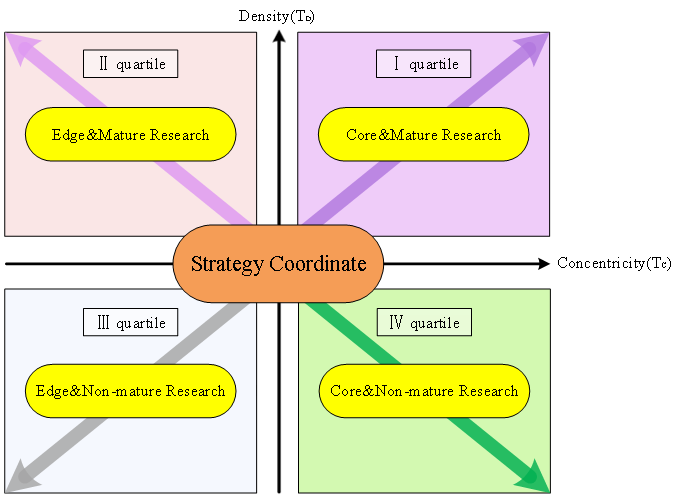 Density(T_D)
Ⅱ quartile
Ⅰ quartile
Edge&Mature Research
Core&Mature Research
Strategy Coordinate
Concentricity(T_C)
Ⅲ quartile
Ⅳ quartile
Edge&Non-mature Research
Core&Non-mature Research